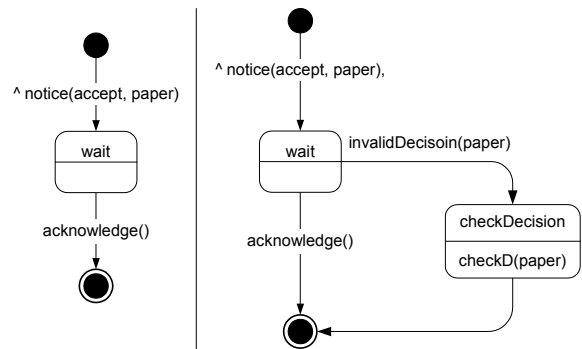 ^ notice(accept, paper)
wait
acknowledge()
^ notice(accept, paper),
wait
invalidDecisoin(paper)
checkDecision
checkD(paper)
acknowledge()